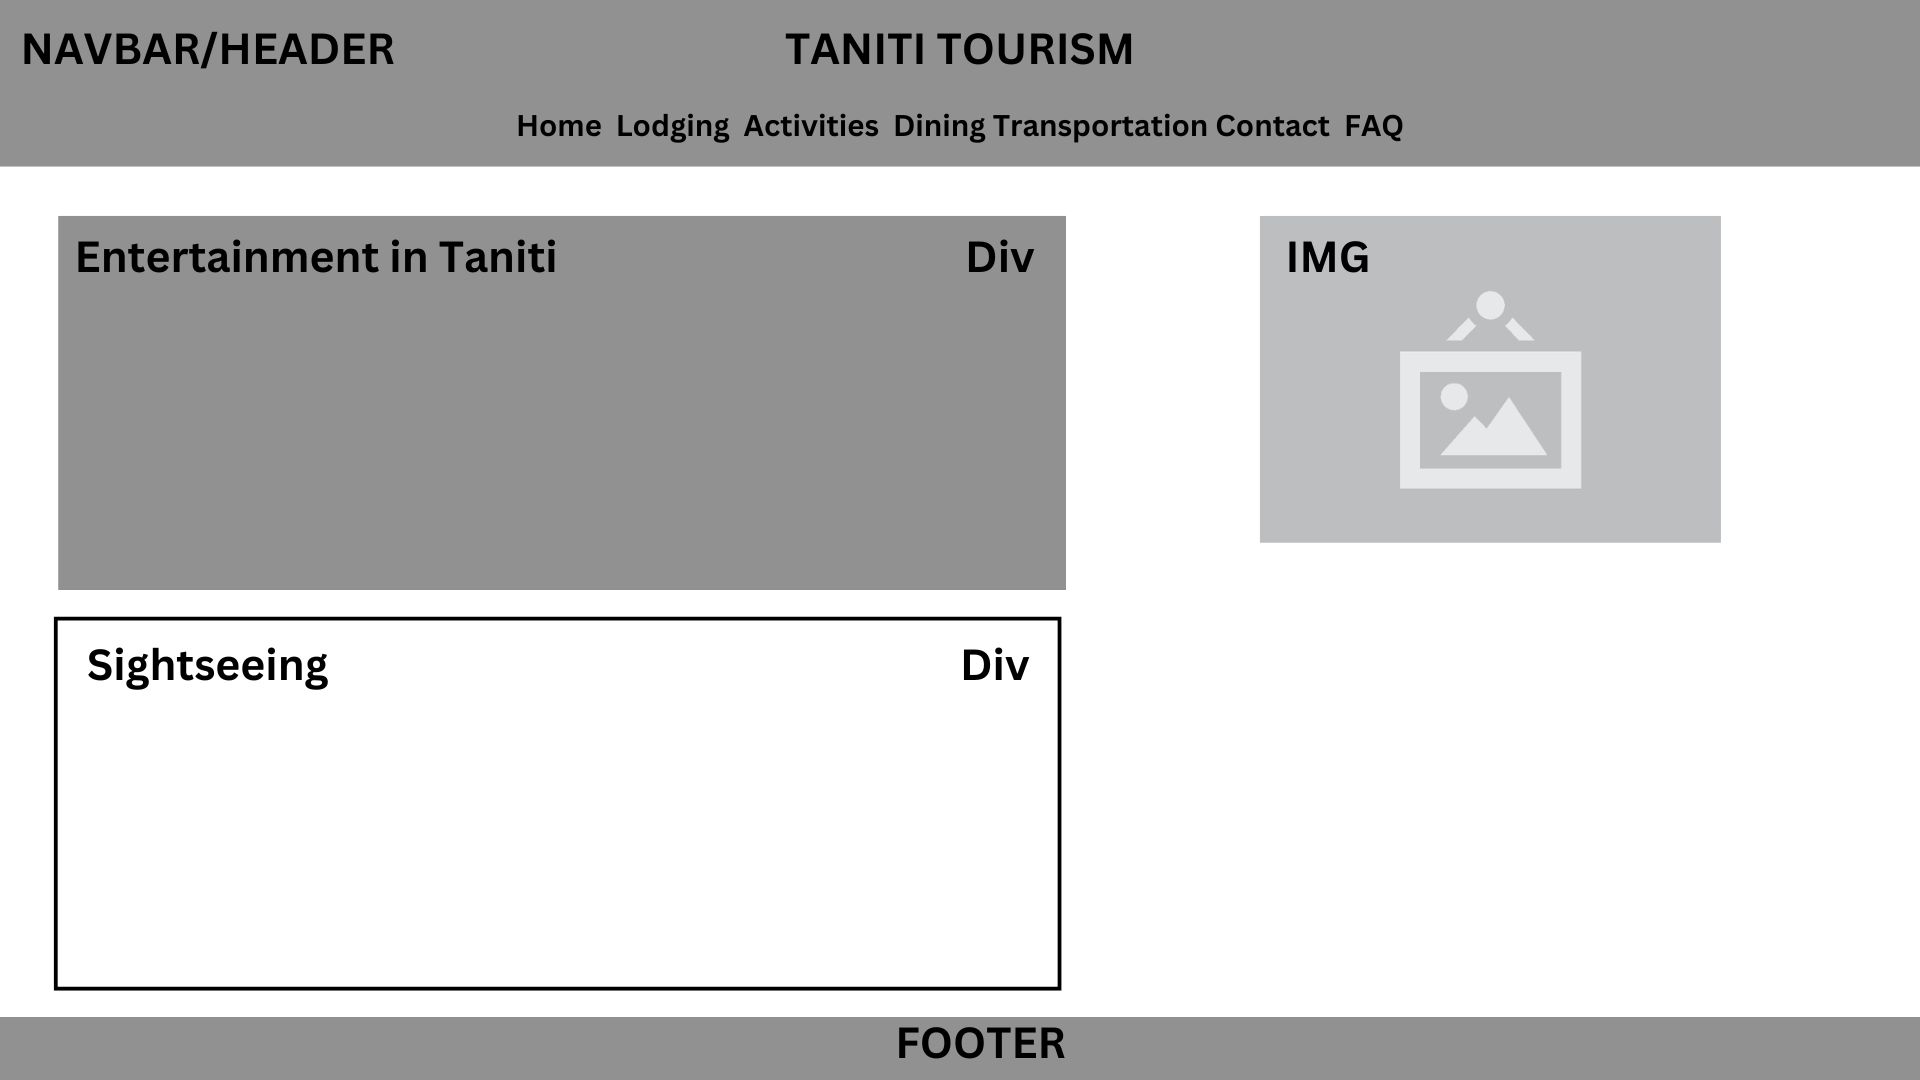 NAVBAR/HEADER
TANITI TOURISM
Home Lodging Activities Dining Transportation Contact FAQ
Entertainment in Taniti
Div
IMG
Sightseeing
Div
FOOTER